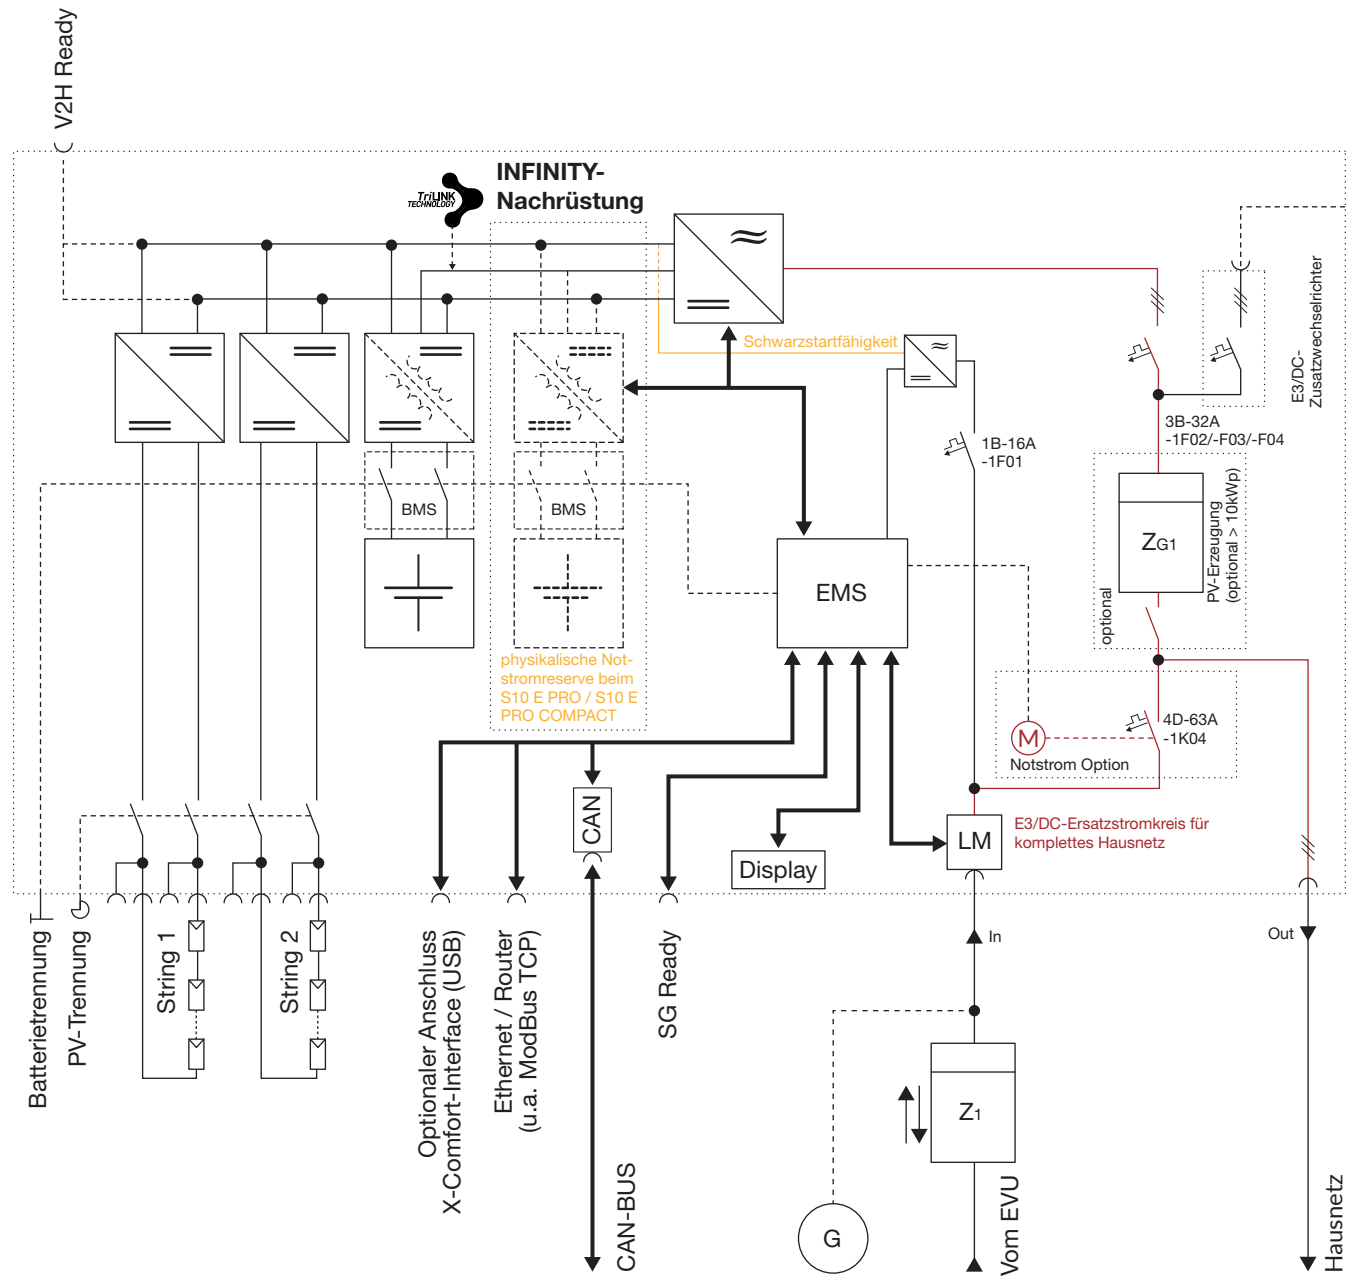 V2H Ready
TriLINK
TECHNOLOGY
INFINITY-
Nachrüstung
Schwarzstartfähigkeit
E3/DC-
Zusatzwechselrichter
3B-32A
-1F02/-F03/-F04
1B-16A
-1F01
BMS
BMS
ZG1
PV-Erzeugung
(optional > 10kWp)
optional
EMS
physikalische Not-
stromreserve beim
S10 E PRO / S10 E
PRO COMPACT
4D-63A
-1K04
M
Notstrom Option
CAN
Display
LM
E3/DC-Ersatzstromkreis für
komplettes Hausnetz
Batterietrennung
PV-Trennung
String 1
String 2
Optionaler Anschluss
X-Comfort-Interface (USB)
Ethernet / Router
(u.a. ModBus TCP)
CAN-BUS
SG Ready
In
Out
Z1
G
Vom EVU
Hausnetz